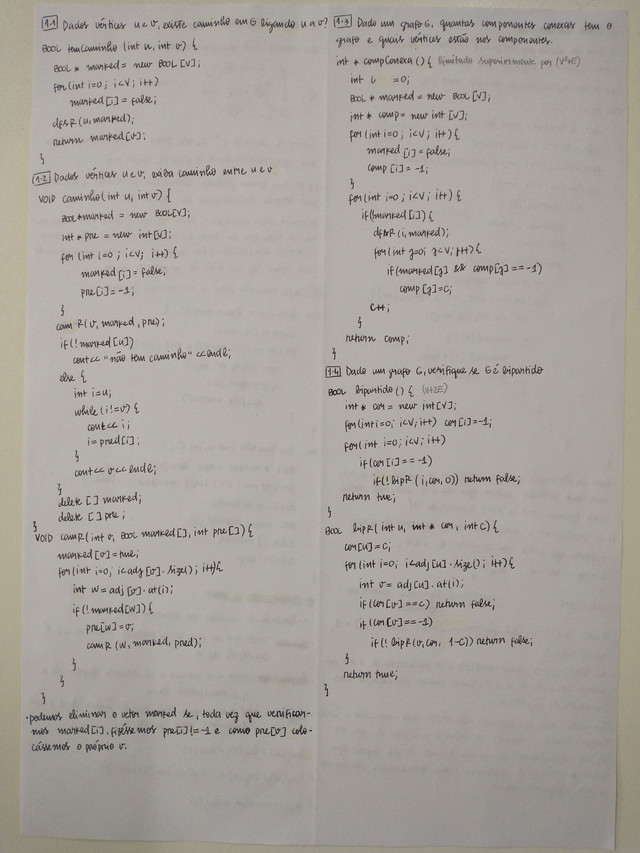 1.1 Dados vértices u e v, existe caminho em G ligando u a v?
BOOL temCaminho (int u, int v) {
BOOL * marked = new BOOL [V];
for (int i=0; i<V; i++)
marked [i] = false;
dfsR (u, marked);
return marked [v];
}
1.2 Dados vértices u e v, exiba caminho entre u e v
VOID caminho (int u, int v) {
BOOL * marked = new BOOL [V];
int * pre = new int [V];
for (int i=0; i<V; i++) {
marked [i] = false;
pre [i] = -1;
}
camR (v, marked, pre);
if (! marked [u])
cout << "não tem caminho" << endl;
else {
int i=u;
while (i!=v) {
cout << i;
i = pred [i];
}
cout << v << endl;
}
delete [] marked;
delete [] pre;
}
VOID camR (int v, BOOL marked [], int pre []) {
marked [v] = true;
for (int i=0; i<adj [v].size(); i++) {
int w = adj [v].at(i);
if (! marked [w]) {
pre [w] = v;
camR (w, marked, pred);
}
}
}
· podemos eliminar o vetor marked se, toda vez que verificar-
mos marked [i], fizéssemos pre [i] != -1 e como pre [v] colo-
cássemos o próprio v.
1.3 Dado um grafo G, quantas componentes conexas tem o
grafo e quais vértices estão nas componentes.
int * compConexa () { limitado superiormente por (V²+E)
int c = 0;
BOOL * marked = new BOOL [V];
int * comp = new int [V];
for (int i=0; i<V; i++) {
marked [i] = false;
comp [i] = -1;
}
for (int i=0; i<V; i++) {
if (!marked [i]) {
dfsR (i, marked);
for (int j=0; j<V; j++) {
if (marked [j] && comp [j] == -1)
comp [j] = c;
c++;
}
return comp;
}
1.4 Dado um grafo G, verifique se G é bipartido
BOOL bipartido () { (V+2E)
int * cor = new int [V];
for (int i=0; i<V; i++) cor [i] = -1;
for (int i=0; i<V; i++)
if (cor [i] == -1)
if (! bipR (i, cor, 0)) return false;
return true;
}
BOOL bipR (int u, int * cor, int c) {
cor [u] = c;
for (int i=0; i<adj [u].size(); i++) {
int v = adj [u].at(i);
if (cor [v] == c) return false;
if (cor [v] == -1)
if (! bipR (v, cor, 1-c)) return false;
}
return true;
}